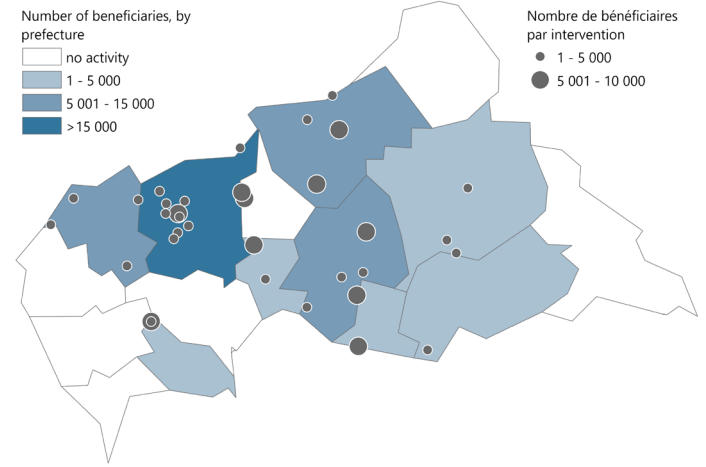 Number of beneficiaries, by
prefecture
no activity
1 - 5 000
5 001 - 15 000
>15 000
Nombre de bénéficiaires
par intervention
1 - 5 000
5 001 - 10 000